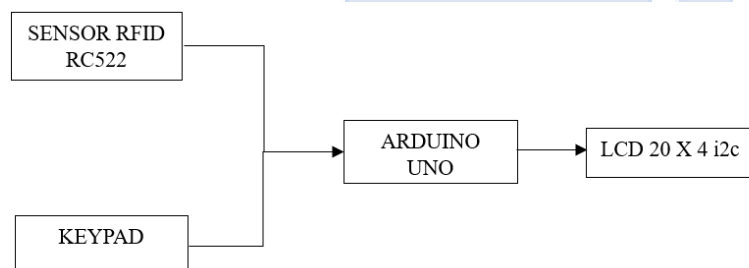 SENSOR RFID
RC522
KEYPAD
ARDUINO
UNO
LCD 20 X 4 i2c